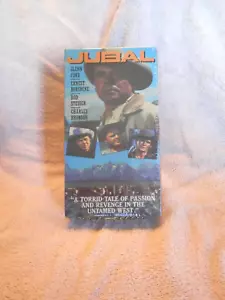 JUBAL
GLENN
FORD
ERNEST
BORGNINE
ROD
STEIGER
CHARLES
BRONSON
"A TORRID TALE OF PASSION
AND REVENGE IN THE
UNTAMED WEST."